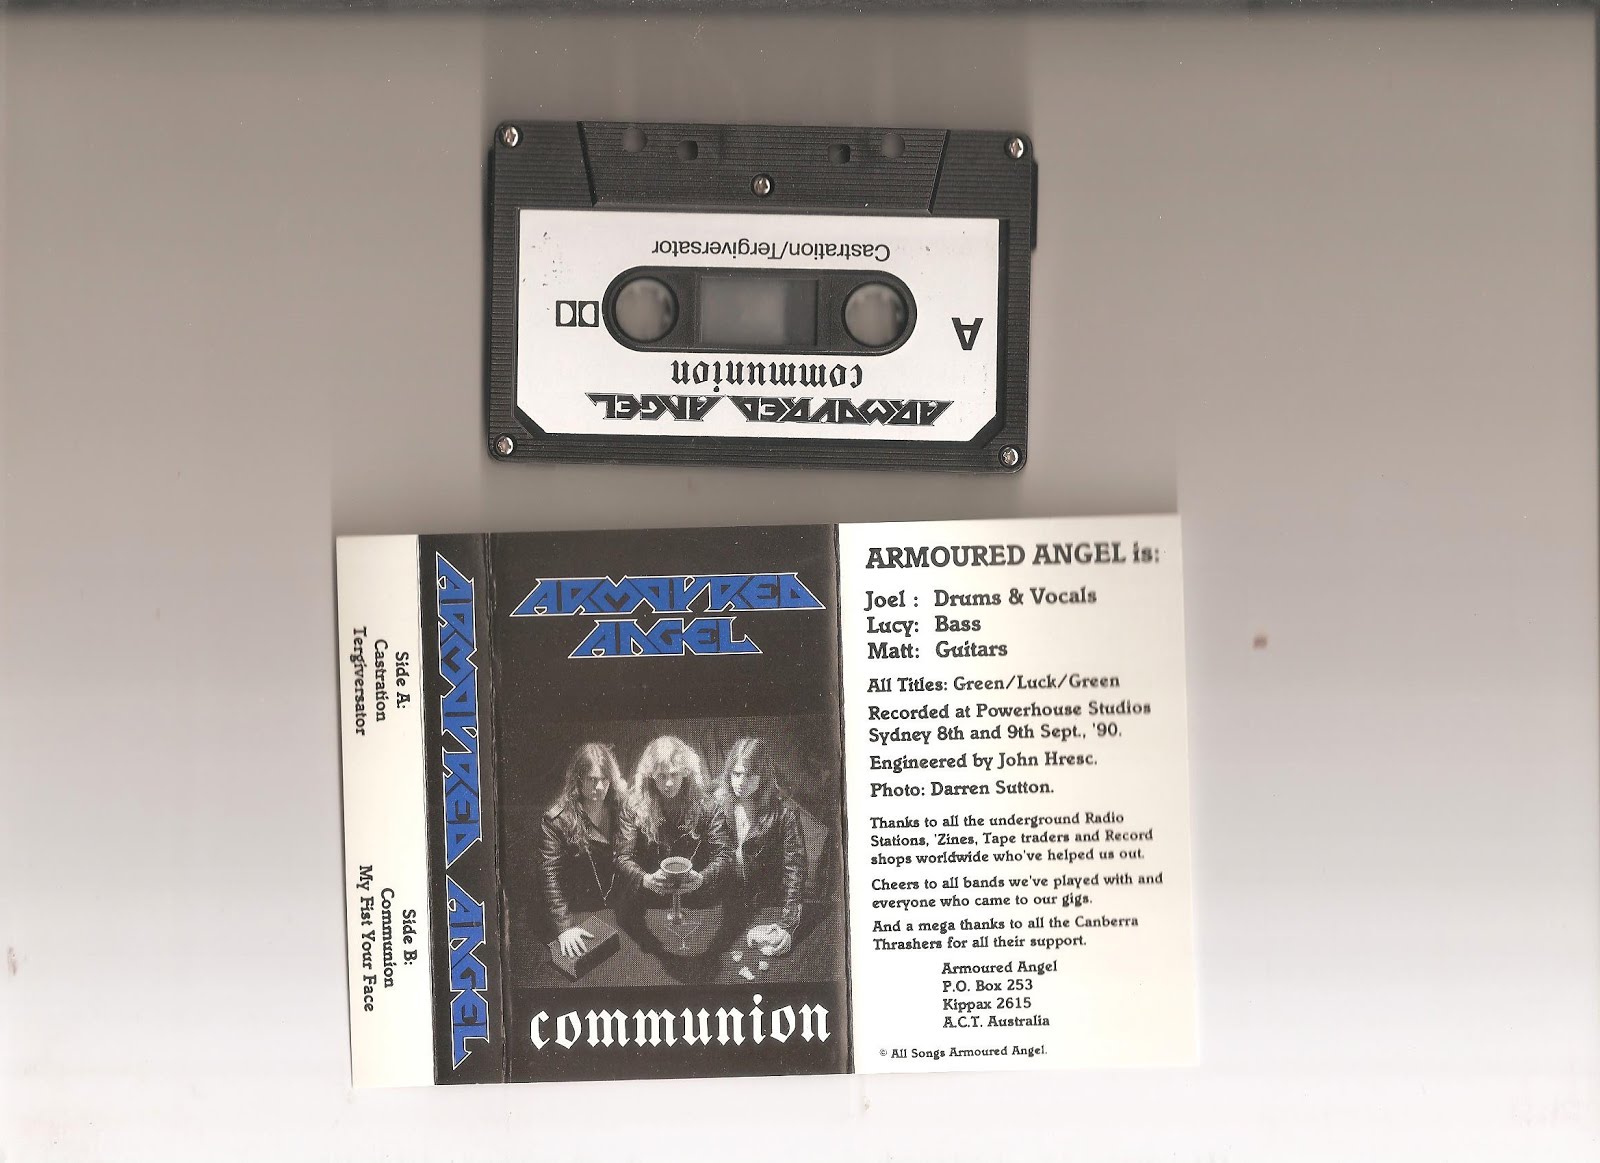 Castration/Tergiversator
A
communion
ARMOURED ANGEL
Side A:
Castration
Tergiversator
Side B:
Communion
My Fist Your Face
ARMOURED ANGEL
ARMOURED
ANGEL
communion
ARMOURED ANGEL is:
Joel : Drums & Vocals
Lucy: Bass
Matt: Guitars
All Titles: Green/Luck/Green
Recorded at Powerhouse Studios
Sydney 8th and 9th Sept., '90.
Engineered by John Hresc.
Photo: Darren Sutton.
Thanks to all the underground Radio
Stations, 'Zines, Tape traders and Record
shops worldwide who've helped us out.
Cheers to all bands we've played with and
everyone who came to our gigs.
And a mega thanks to all the Canberra
Thrashers for all their support.
Armoured Angel
P.O. Box 253
Kippax 2615
A.C.T. Australia
© All Songs Armoured Angel.